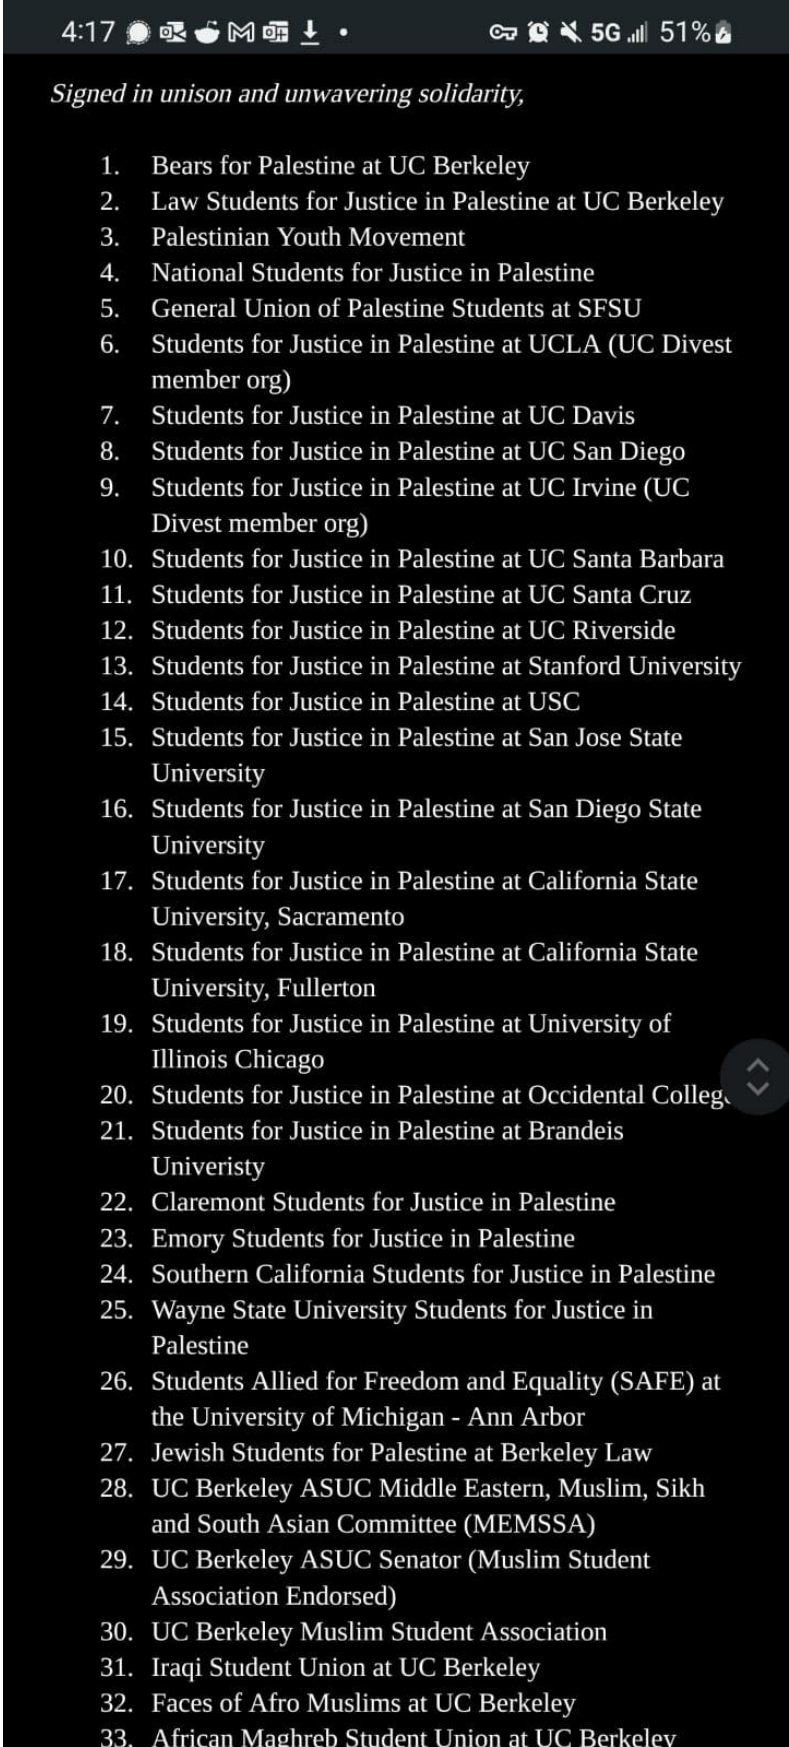 4:17
5G
51%
Signed in unison and unwavering solidarity,
1. Bears for Palestine at UC Berkeley
2. Law Students for Justice in Palestine at UC Berkeley
3. Palestinian Youth Movement
4. National Students for Justice in Palestine
5. General Union of Palestine Students at SFSU
6. Students for Justice in Palestine at UCLA (UC Divest
member org)
7. Students for Justice in Palestine at UC Davis
8. Students for Justice in Palestine at UC San Diego
9. Students for Justice in Palestine at UC Irvine (UC
Divest member org)
10. Students for Justice in Palestine at UC Santa Barbara
11. Students for Justice in Palestine at UC Santa Cruz
12. Students for Justice in Palestine at UC Riverside
13. Students for Justice in Palestine at Stanford University
14. Students for Justice in Palestine at USC
15. Students for Justice in Palestine at San Jose State
University
16. Students for Justice in Palestine at San Diego State
University
17. Students for Justice in Palestine at California State
University, Sacramento
18. Students for Justice in Palestine at California State
University, Fullerton
19. Students for Justice in Palestine at University of
Illinois Chicago
20. Students for Justice in Palestine at Occidental College
21. Students for Justice in Palestine at Brandeis
Univeristy
22. Claremont Students for Justice in Palestine
23. Emory Students for Justice in Palestine
24. Southern California Students for Justice in Palestine
25. Wayne State University Students for Justice in
Palestine
26. Students Allied for Freedom and Equality (SAFE) at
the University of Michigan - Ann Arbor
27. Jewish Students for Palestine at Berkeley Law
28. UC Berkeley ASUC Middle Eastern, Muslim, Sikh
and South Asian Committee (MEMSSA)
29. UC Berkeley ASUC Senator (Muslim Student
Association Endorsed)
30. UC Berkeley Muslim Student Association
31. Iraqi Student Union at UC Berkeley
32. Faces of Afro Muslims at UC Berkeley
33. African Maghreb Student Union at UC Berkeley